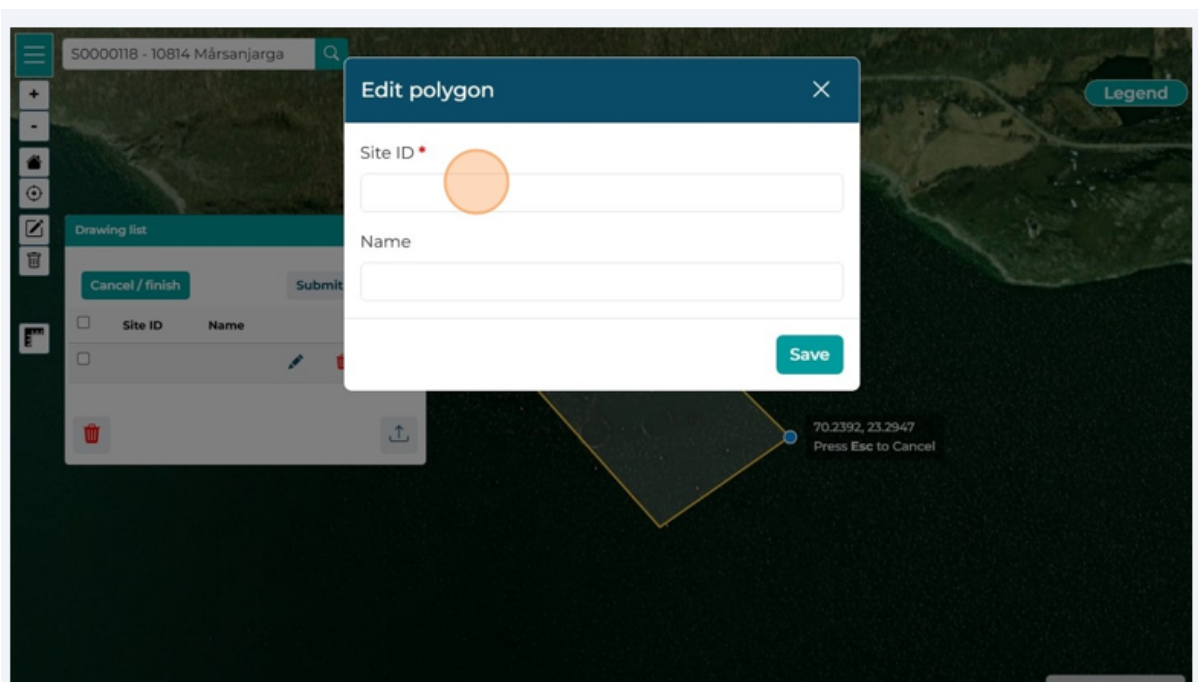 S0000118 - 10814 Mårsanjarga
Edit polygon
Legend
+
-
Site ID *
Name
Drawing list
Cancel / finish
Submit
Site ID Name
Save
70.2392, 23.2947
Press Esc to Cancel